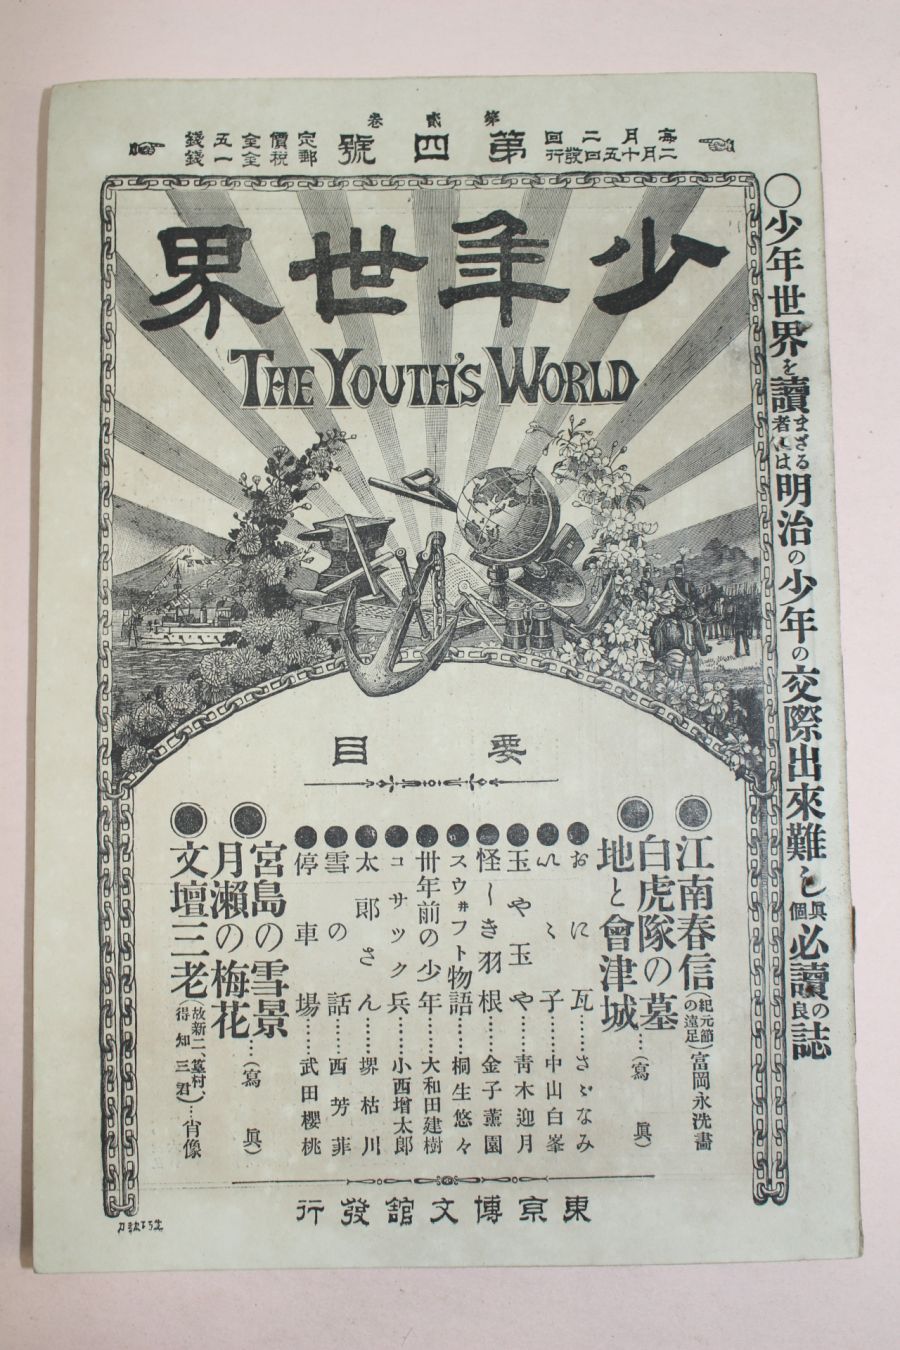 第貳卷
毎月二回
二月十五日發行
第四號
定價金五錢
郵税金一錢
少年世界
THE YOUTH'S WORLD
○少年世界を讀まざる者は明治の少年の交際出來難し眞個必讀の良誌
要目
江南春信(紀元節の遠足)富岡永洗畵
白虎隊の墓地と會津城……(寫眞)
おに瓦……さゞなみ
いくじ子……中山白峯
玉や玉や……靑木迎月
怪しき羽根……金子薫園
スウ井フト物語……桐生悠々
卅年前の少年……大和田建樹
コサック兵……小西增太郎
太郎さん……堺枯川
雪の話……西芳菲
停車場……武田櫻桃
宮島の雪景
月瀨の梅花……(寫眞)
文壇三老(故新二、篁村、得知三君)…肖像
東京博文館發行